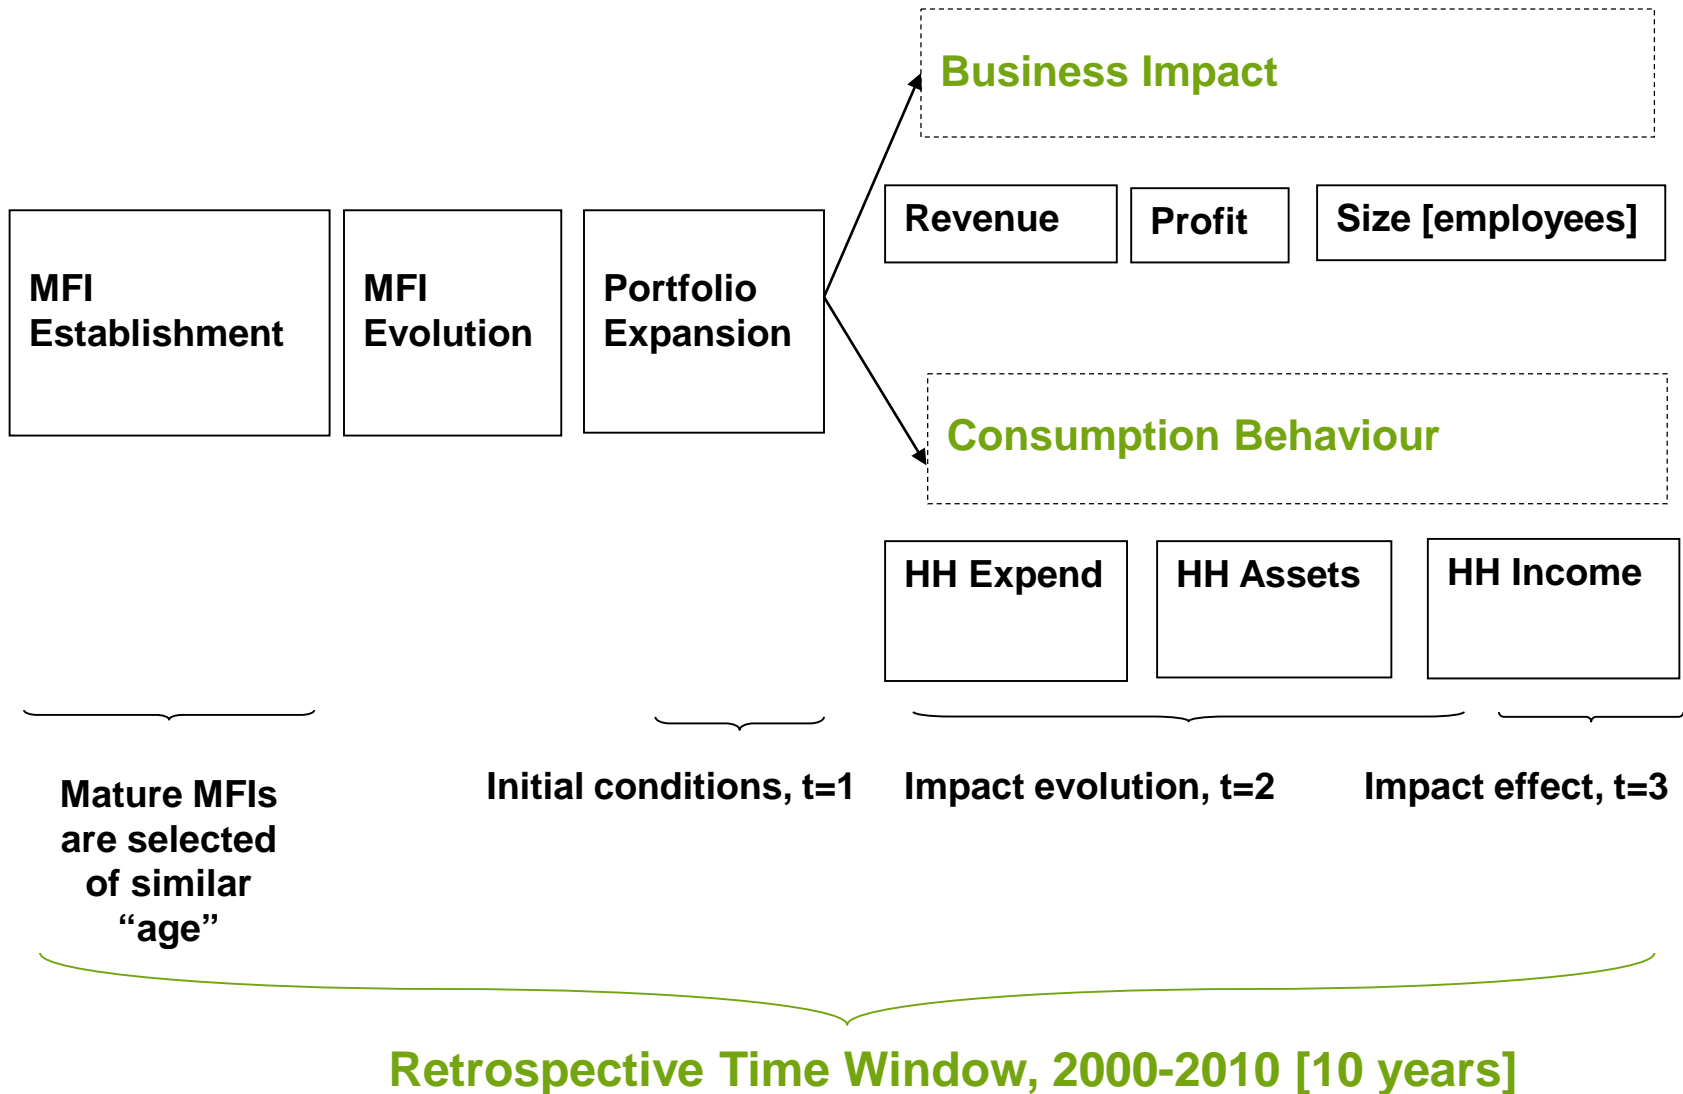 Business Impact
Revenue
Profit
Size [employees]
MFI
Establishment
MFI
Evolution
Portfolio
Expansion
Consumption Behaviour
HH Expend
HH Assets
HH Income
Mature MFIs
are selected
of similar
“age”
Initial conditions, t=1
Impact evolution, t=2
Impact effect, t=3
Retrospective Time Window, 2000-2010 [10 years]